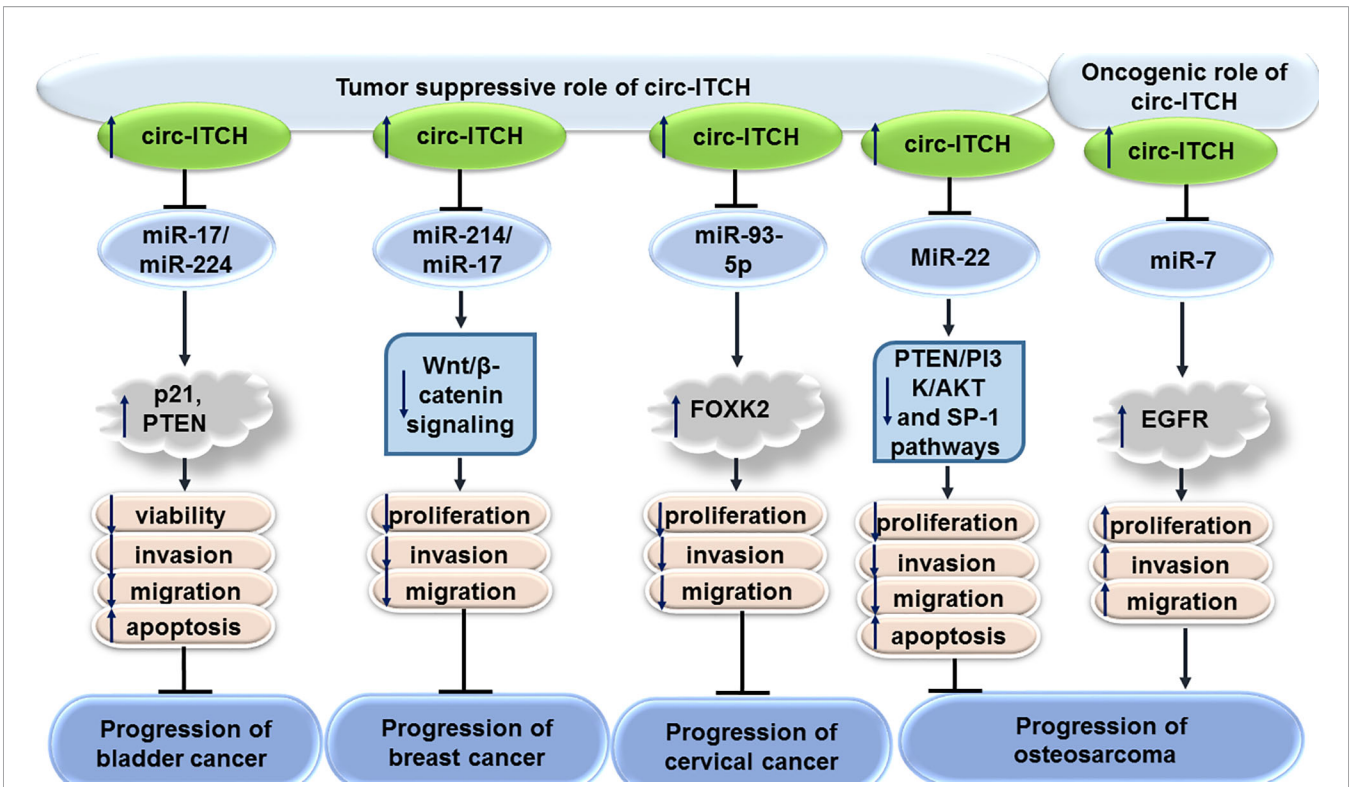 Tumor suppressive role of circ-ITCH
Oncogenic role of
circ-ITCH
circ-ITCH
miR-17/
miR-224
p21,
PTEN
viability
invasion
migration
apoptosis
Progression of
bladder cancer
circ-ITCH
miR-214/
miR-17
Wnt/β-
catenin
signaling
proliferation
invasion
migration
Progression of
breast cancer
circ-ITCH
miR-93-
5p
FOXK2
proliferation
invasion
migration
Progression of
cervical cancer
circ-ITCH
MiR-22
PTEN/PI3
K/AKT
and SP-1
pathways
proliferation
invasion
migration
apoptosis
circ-ITCH
miR-7
EGFR
proliferation
invasion
migration
Progression of
osteosarcoma